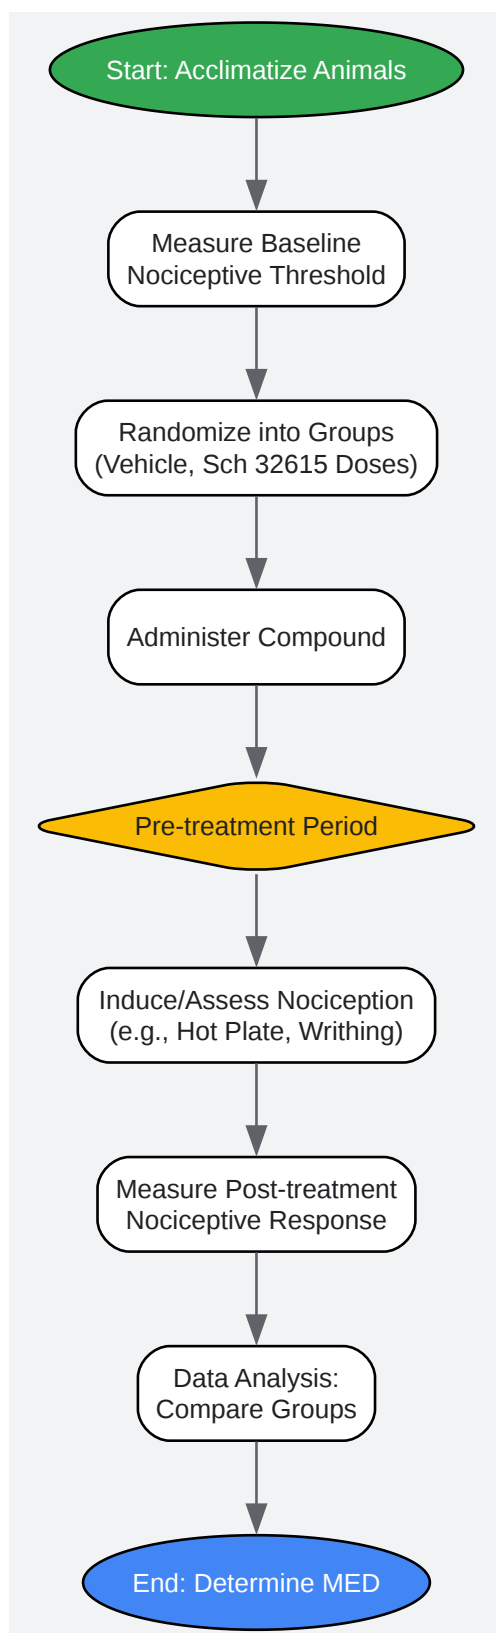 Start: Acclimatize Animals
Measure Baseline
Nociceptive Threshold
Randomize into Groups
(Vehicle, Sch 32615 Doses)
Administer Compound
Pre-treatment Period
Induce/Assess Nociception
(e.g., Hot Plate, Writhing)
Measure Post-treatment
Nociceptive Response
Data Analysis:
Compare Groups
End: Determine MED